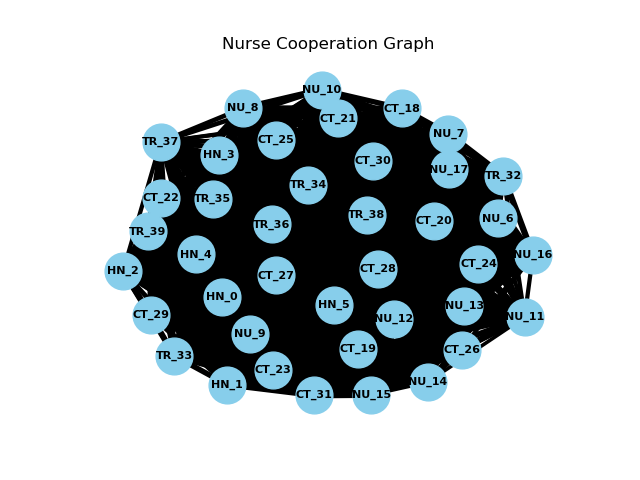 Nurse Cooperation Graph
NU_10
NU_8
CT_18
CT_21
NU_7
CT_25
TR_37
HN_3
CT_30
NU_17
TR_32
TR_34
CT_22
TR_35
TR_38
NU_6
CT_20
TR_36
TR_39
HN_4
NU_16
CT_24
CT_28
HN_2
CT_27
HN_0
HN_5
NU_13
CT_29
NU_11
NU_12
NU_9
CT_19
CT_26
TR_33
CT_23
NU_14
HN_1
CT_31
NU_15